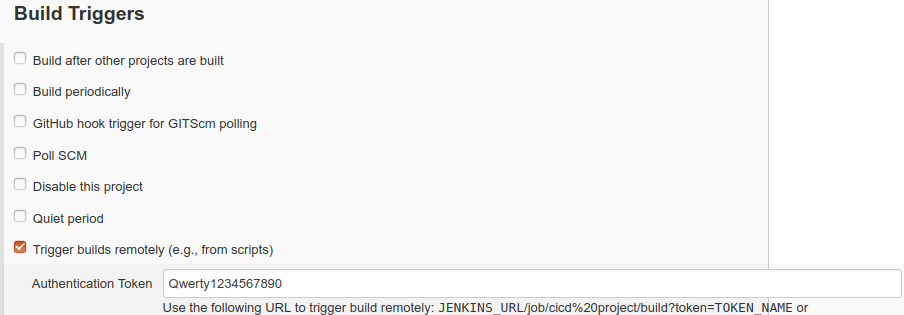 Build Triggers
Build after other projects are built
Build periodically
GitHub hook trigger for GITScm polling
Poll SCM
Disable this project
Quiet period
Trigger builds remotely (e.g., from scripts)
Authentication Token Qwerty1234567890
Use the following URL to trigger build remotely: JENKINS_URL/job/cicd%20project/build?token=TOKEN_NAME or